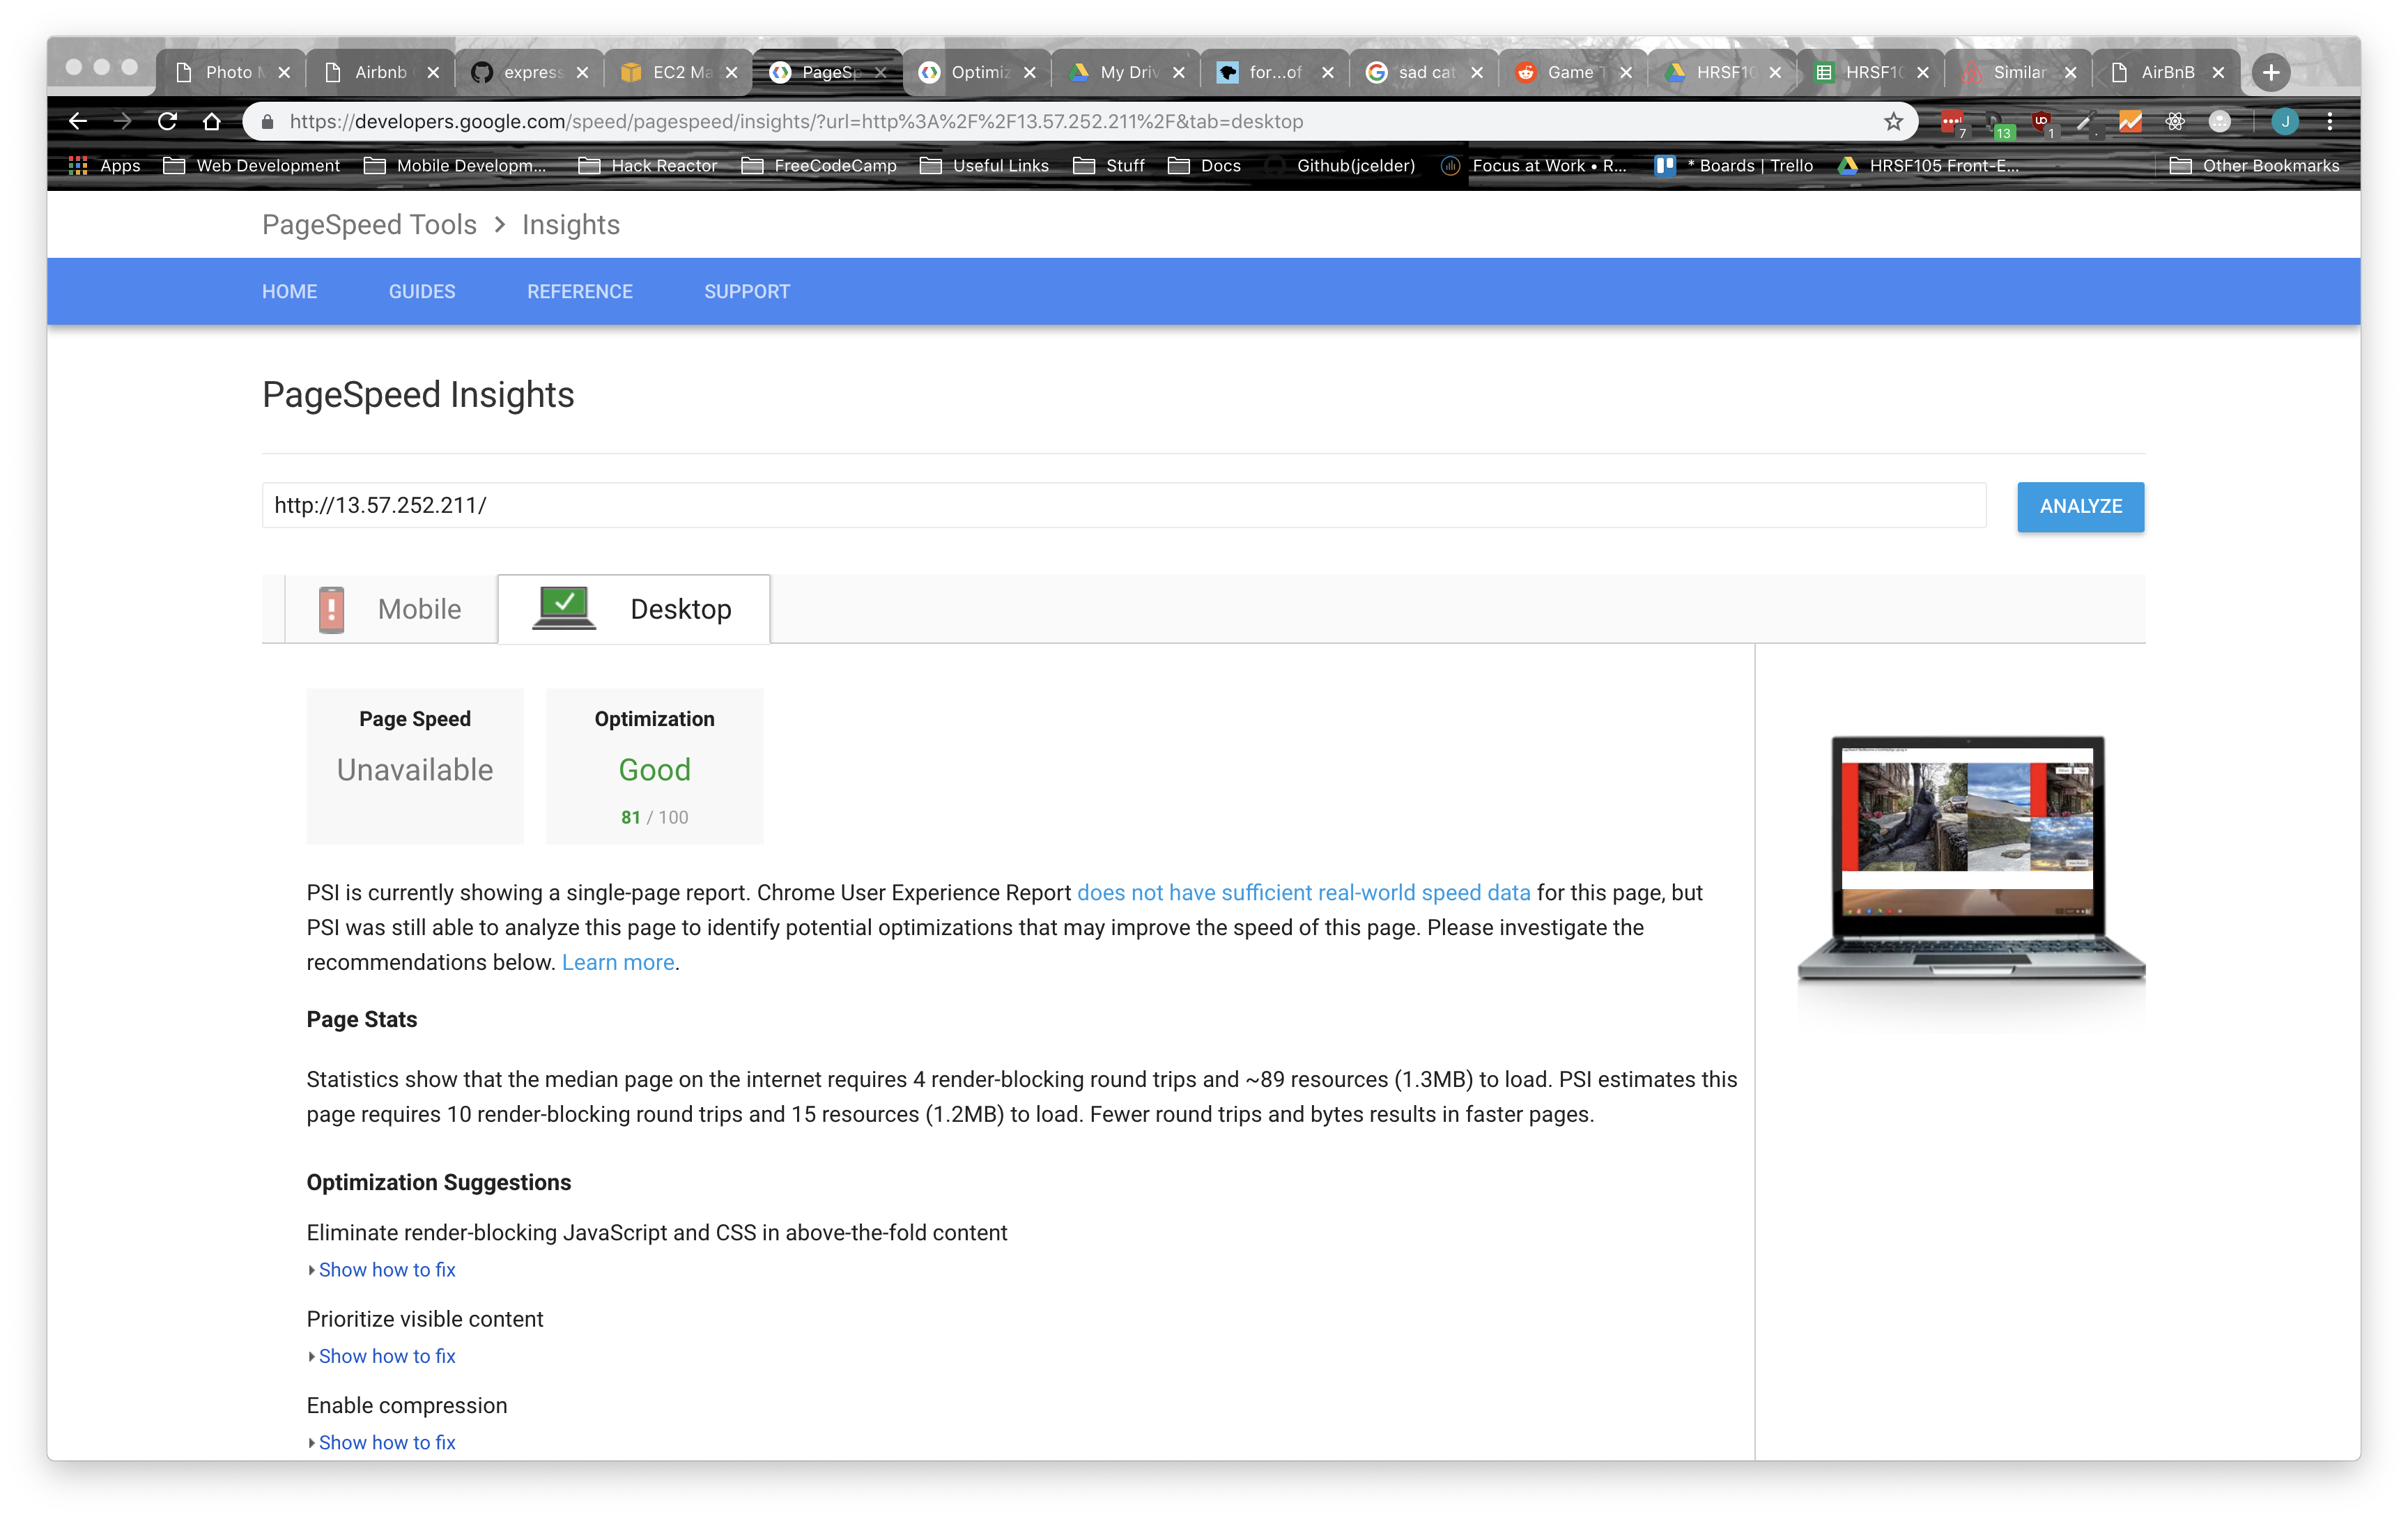 Photo
Airbnb
express
EC2 Ma
PageSp
Optimiz
My Driv
for...of
sad cat
Game T
HRSF10
HRSF10
Similar
AirBnB
https://developers.google.com/speed/pagespeed/insights/?url=http%3A%2F%2F13.57.252.211%2F&tab=desktop
7
13
1
J
Apps
Web Development
Mobile Developm...
Hack Reactor
FreeCodeCamp
Useful Links
Stuff
Docs
Github(jcelder)
Focus at Work • R...
* Boards | Trello
HRSF105 Front-E...
Other Bookmarks
PageSpeed Tools > Insights
HOME
GUIDES
REFERENCE
SUPPORT
PageSpeed Insights
http://13.57.252.211/
ANALYZE
Mobile
Desktop
Page Speed
Unavailable
Optimization
Good
81 / 100
PSI is currently showing a single-page report. Chrome User Experience Report does not have sufficient real-world speed data for this page, but
PSI was still able to analyze this page to identify potential optimizations that may improve the speed of this page. Please investigate the
recommendations below. Learn more.
Page Stats
Statistics show that the median page on the internet requires 4 render-blocking round trips and ~89 resources (1.3MB) to load. PSI estimates this
page requires 10 render-blocking round trips and 15 resources (1.2MB) to load. Fewer round trips and bytes results in faster pages.
Optimization Suggestions
Eliminate render-blocking JavaScript and CSS in above-the-fold content
Show how to fix
Prioritize visible content
Show how to fix
Enable compression
Show how to fix